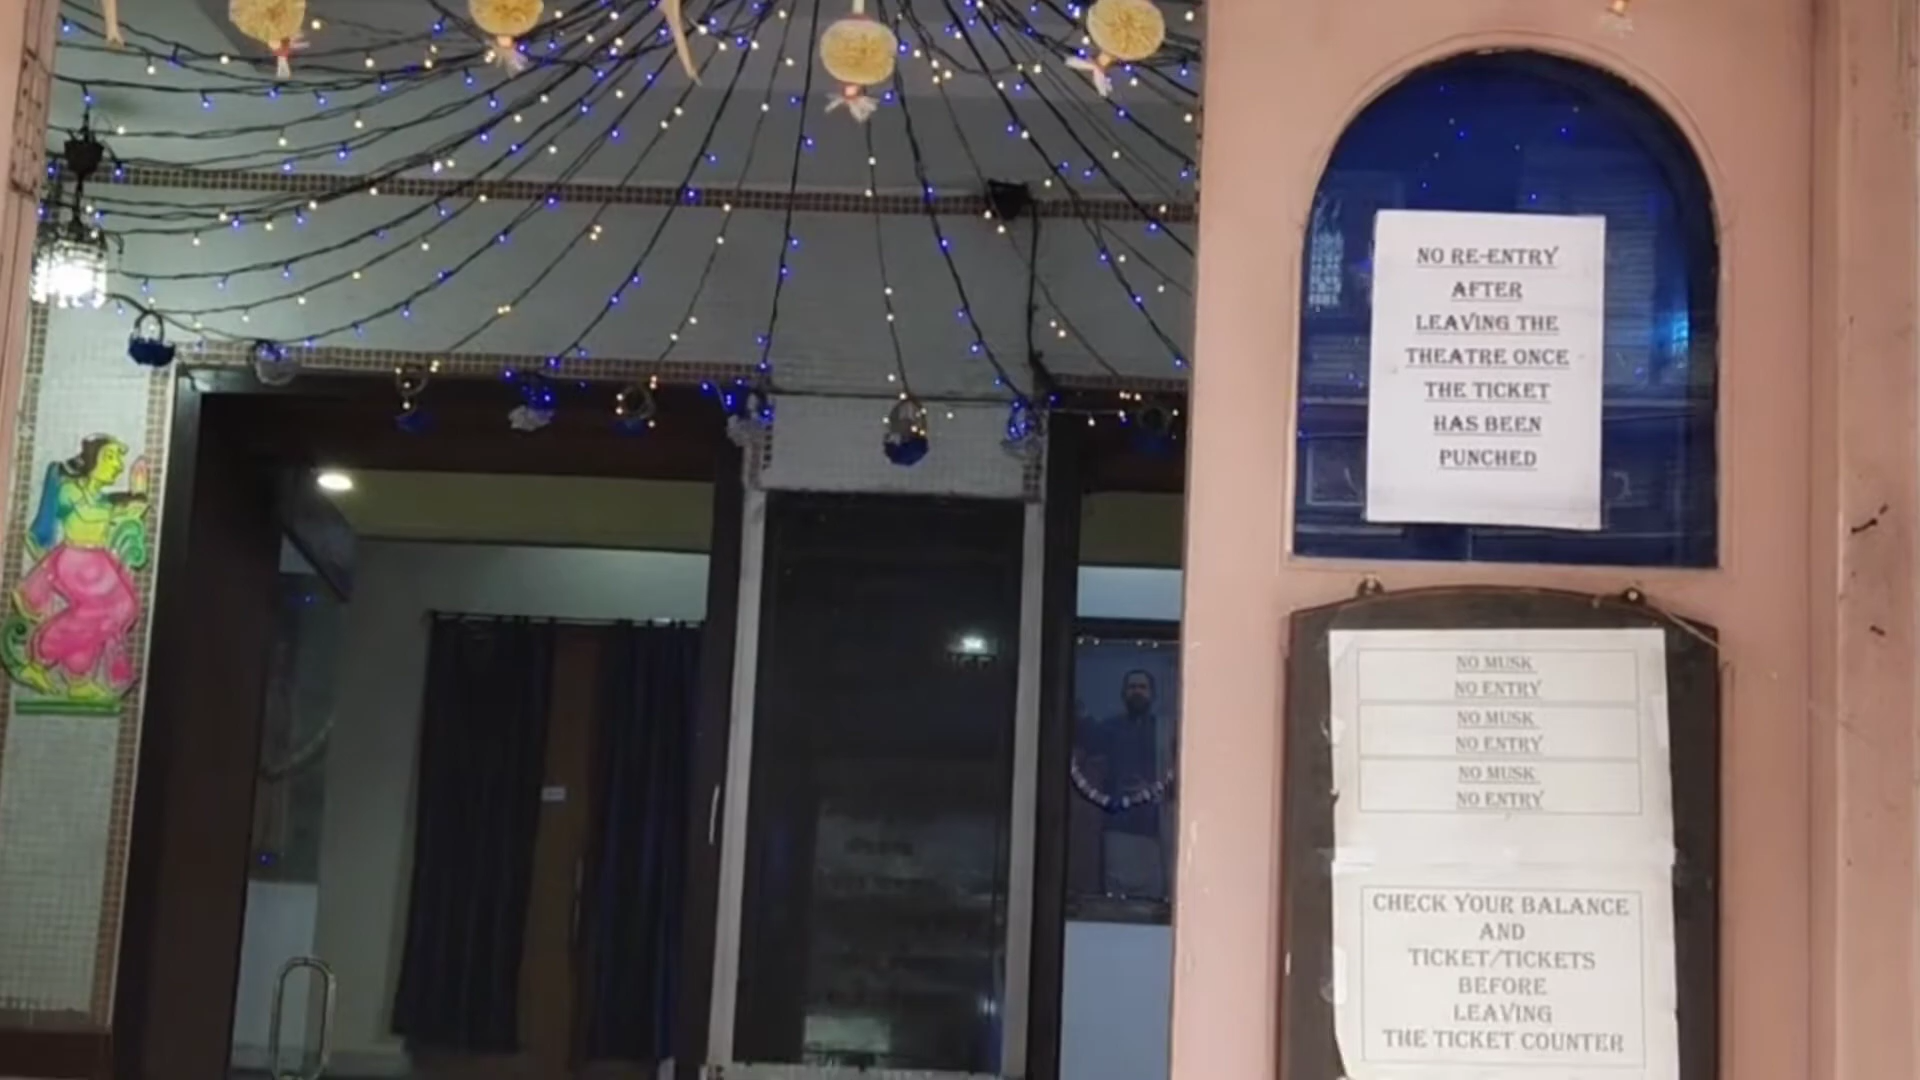 NO RE-ENTRY
AFTER
LEAVING THE
THEATRE ONCE
THE TICKET
HAS BEEN
PUNCHED
NO MUSK
NO ENTRY
NO MUSK
NO ENTRY
NO MUSK
NO ENTRY
CHECK YOUR BALANCE
AND
TICKET/TICKETS
BEFORE
LEAVING
THE TICKET COUNTER